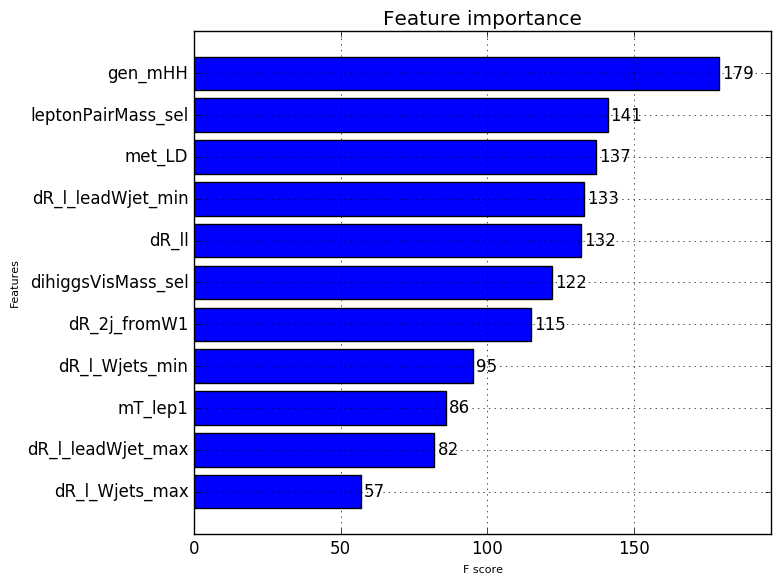 Feature importance
Features
gen_mHH 179
leptonPairMass_sel 141
met_LD 137
dR_l_leadWjet_min 133
dR_ll 132
dihiggsVisMass_sel 122
dR_2j_fromW1 115
dR_l_Wjets_min 95
mT_lep1 86
dR_l_leadWjet_max 82
dR_l_Wjets_max 57
0 50 100 150
F score